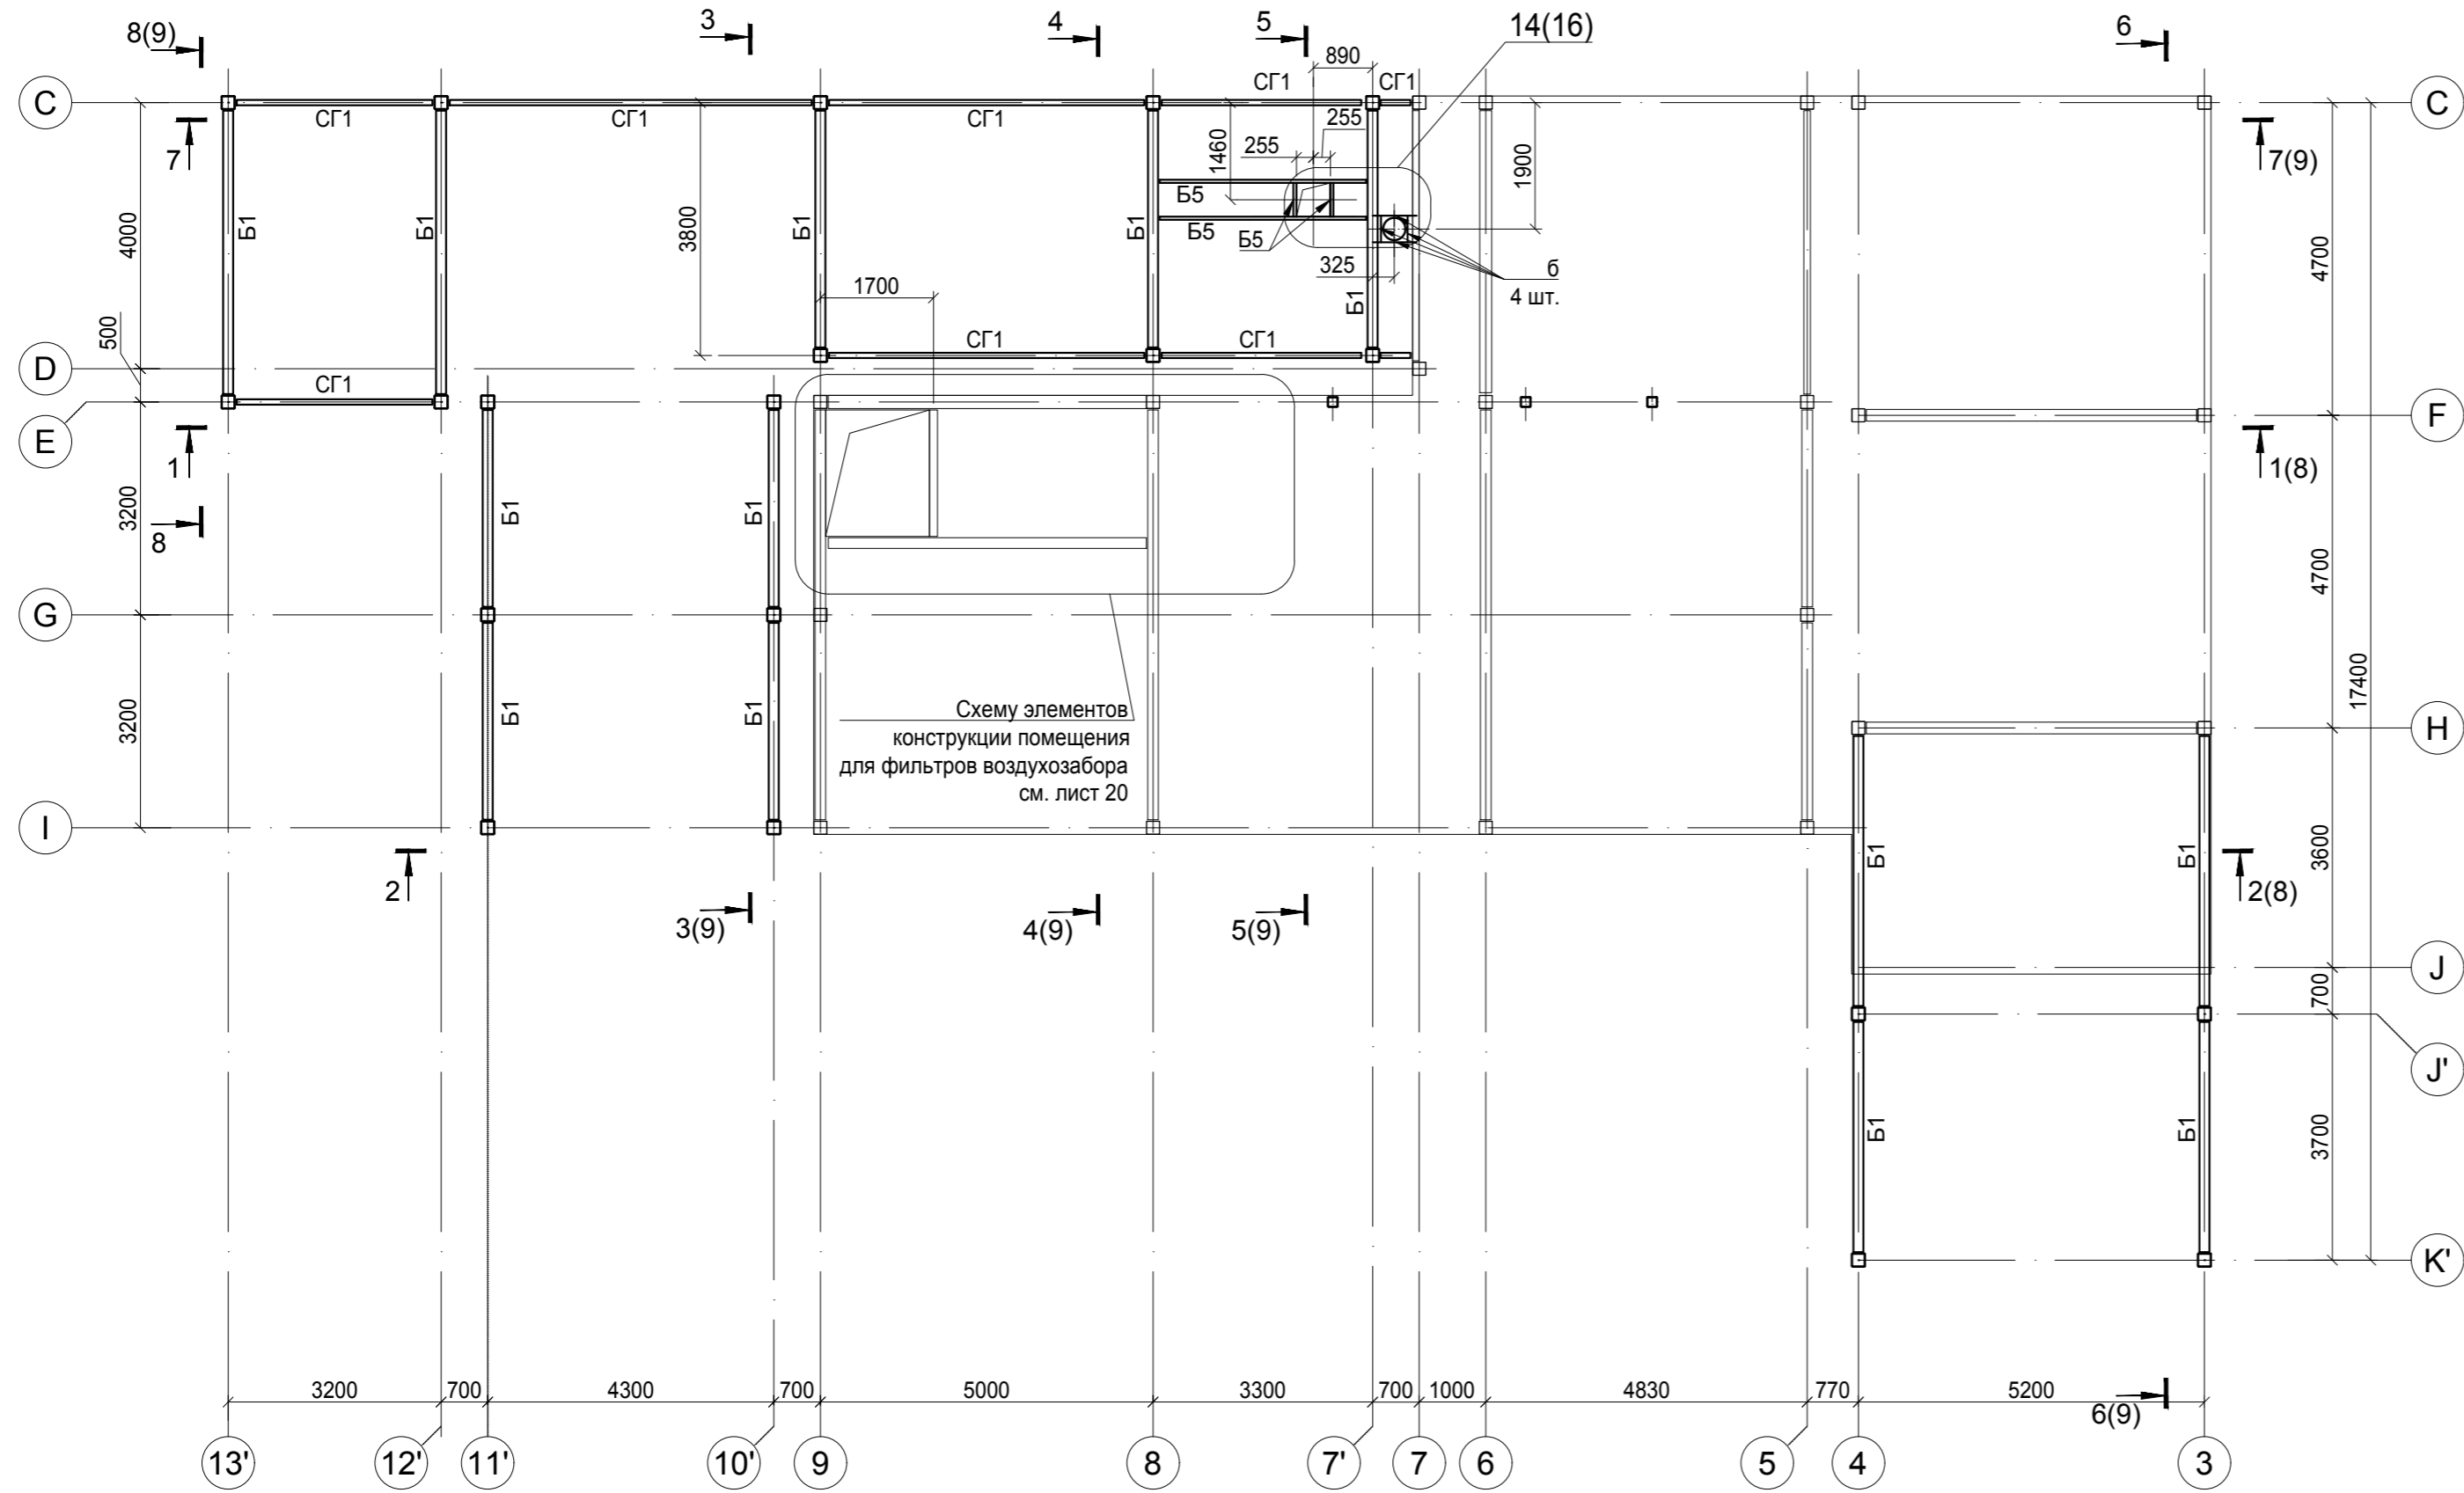 8(9)
3
4
5
14(16)
6
890
C
СГ1
СГ1
C
СГ1
СГ1
СГ1
255
7
255
1460
1900
7(9)
Б5
Б1
Б1
Б1
Б1
4000
3800
Б5
Б5
4700
325
б
4 шт.
1700
Б1
500
СГ1
СГ1
D
СГ1
E
F
1
1(8)
3200
Б1
Б1
8
4700
G
17400
3200
Б1
Б1
Схему элементов
конструкции помещения
для фильтров воздухозабора
см. лист 20
H
I
Б1
Б1
3600
2
2(8)
3(9)
4(9)
5(9)
J
700
J'
Б1
Б1
3700
K'
3200
700
4300
700
5000
3300
700
1000
4830
770
5200
6(9)
13'
12'
11'
10'
9
8
7'
7
6
5
4
3